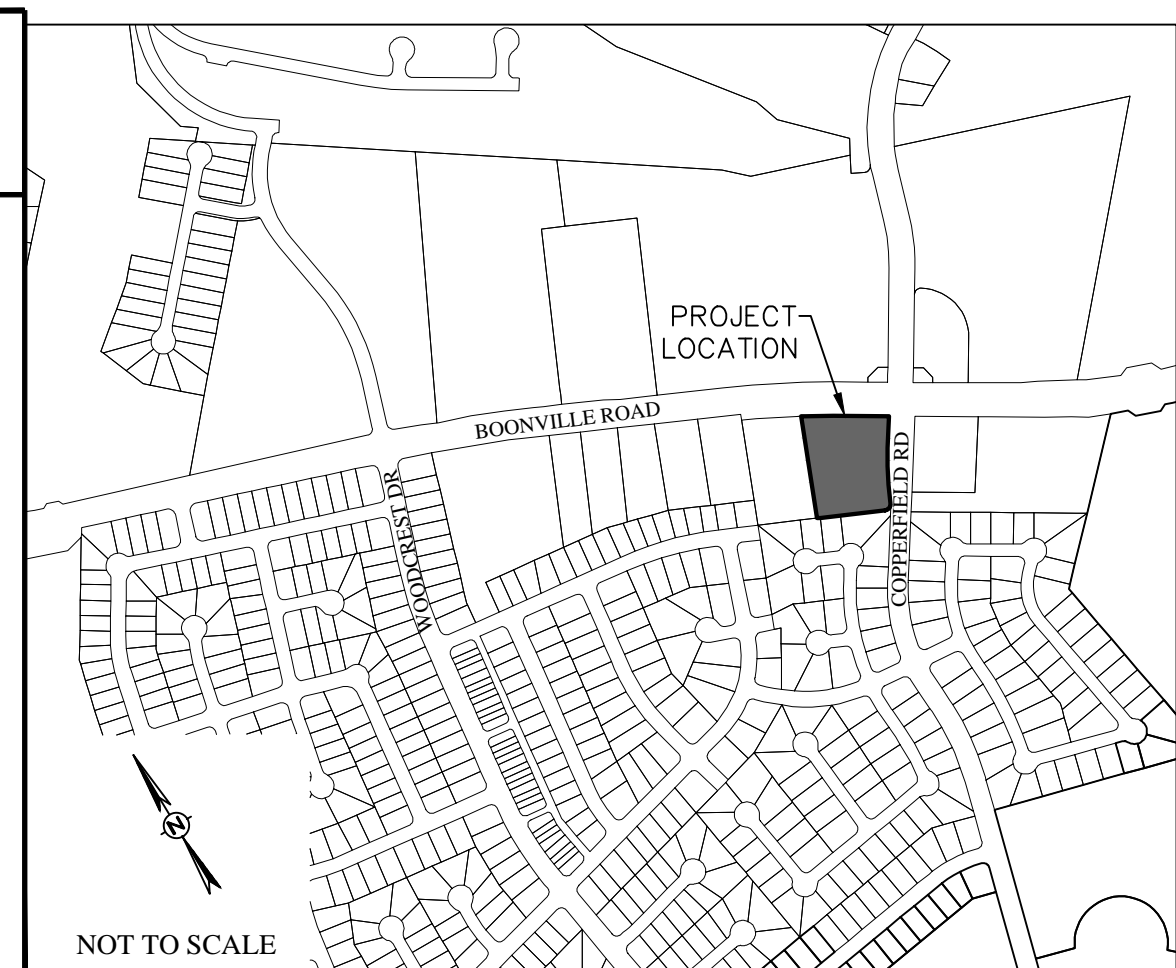 PROJECT
LOCATION
BOONVILLE ROAD
WOODCREST DR
COPPERFIELD RD
N
NOT TO SCALE